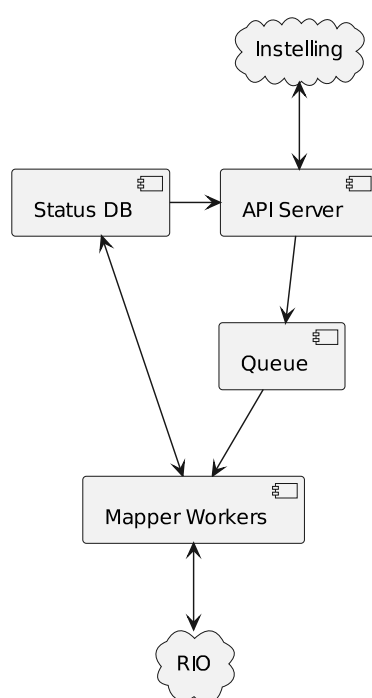 Instelling
Status DB
API Server
Queue
Mapper Workers
RIO